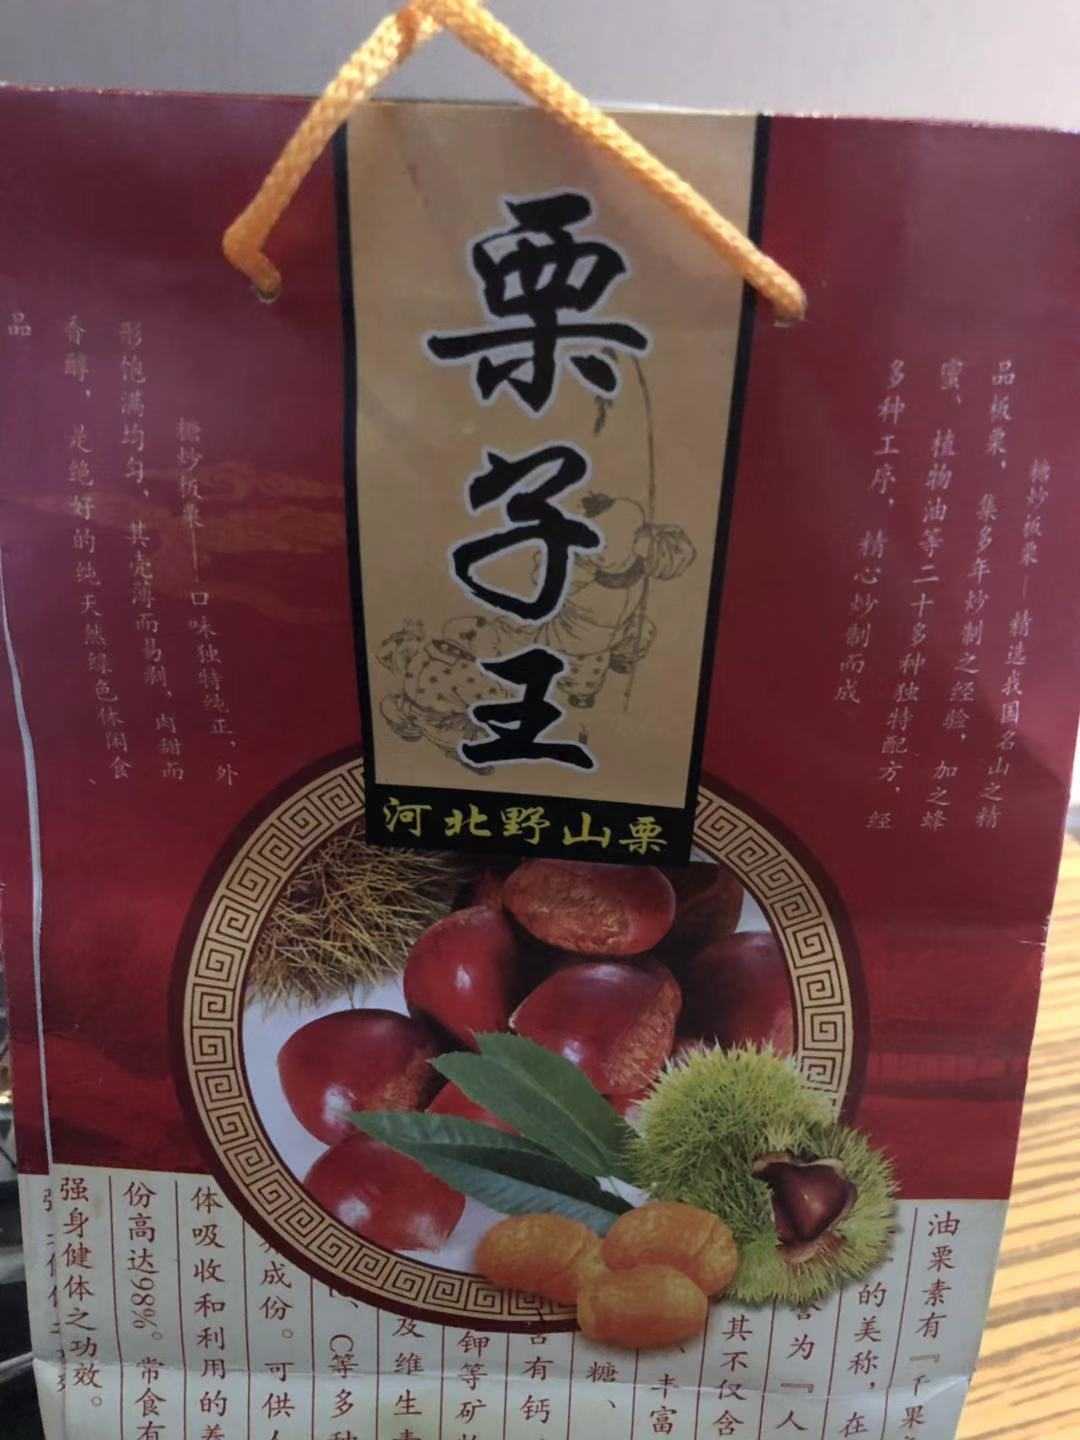 栗子王
河北野山栗
糖炒板栗—精选我国名山之精
品板栗，集多年炒制之经验，加之蜂
蜜、植物油等二十多种独特配方，经
多种工序，精心炒制而成
糖炒板栗——口味独特纯正，外
形饱满均匀，其壳薄而易剥，肉甜而
香醇，是绝好的纯天然绿色休闲食
品
油栗素有『千果
的美称，在
为『人
其不仅含
、丰富
糖、
含有钙
钾等矿
及维生素
、C等多种
成份。可供人
体吸收和利用的养
份高达98%。常食有
强身健体之功效。